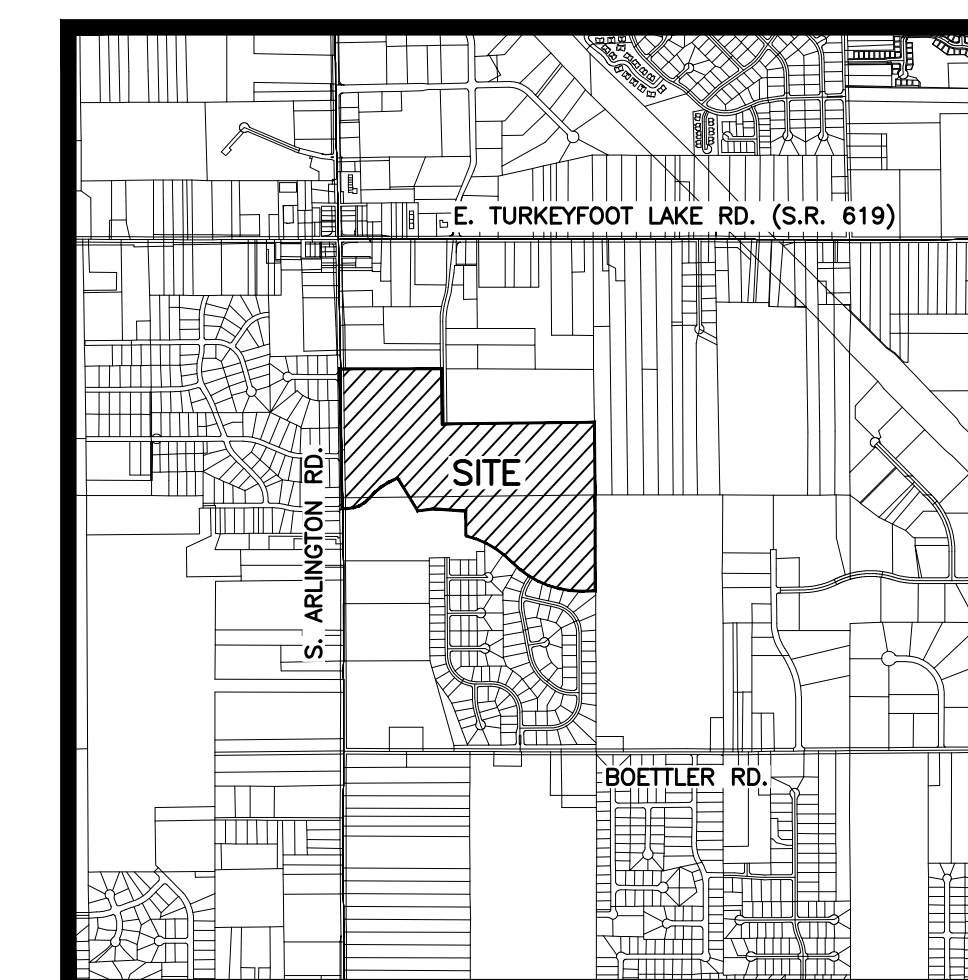 E. TURKEYFOOT LAKE RD. (S.R. 619)
SITE
S. ARLINGTON RD.
BOETTLER RD.